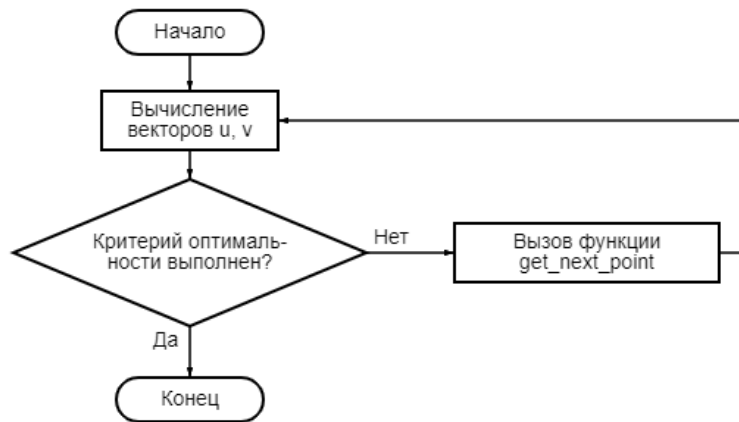 Начало
Вычисление
векторов u, v
Критерий оптималь-
ности выполнен?
Нет
Вызов функции
get_next_point
Да
Конец